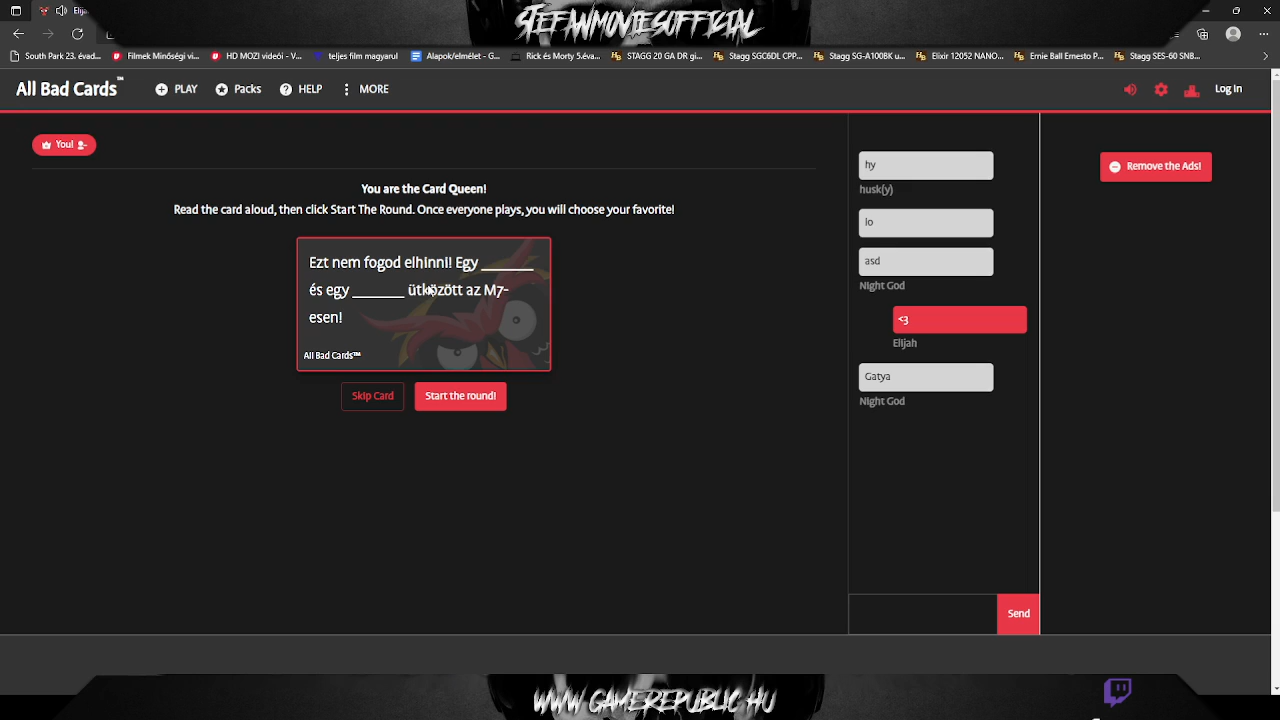 STEFANMOVIESOFFICIAL
Elija
South Park 23. évad...
Filmek Minőségi vi...
HD MOZI videói - V...
teljes film magyarul
Alapok/elmélet - G...
Rick és Morty 5.éva...
STAGG 20 GA DR gi...
Stagg SGC6DL CPP...
Stagg SG-A100BK u...
Elixir 12052 NANO...
Ernie Ball Ernesto P...
Stagg SES-60 SNB...
All Bad Cards™
PLAY
Packs
HELP
MORE
Log In
You!
You are the Card Queen!
Read the card aloud, then click Start The Round. Once everyone plays, you will choose your favorite!
Ezt nem fogod elhinni! Egy _______
és egy _______ ütközött az M7-
esen!
All Bad Cards™
Skip Card
Start the round!
hy
husk(y)
lo
asd
Night God
<3
Elijah
Gatya
Night God
Send
Remove the Ads!
WWW.GAMEREPUBLIC.HU